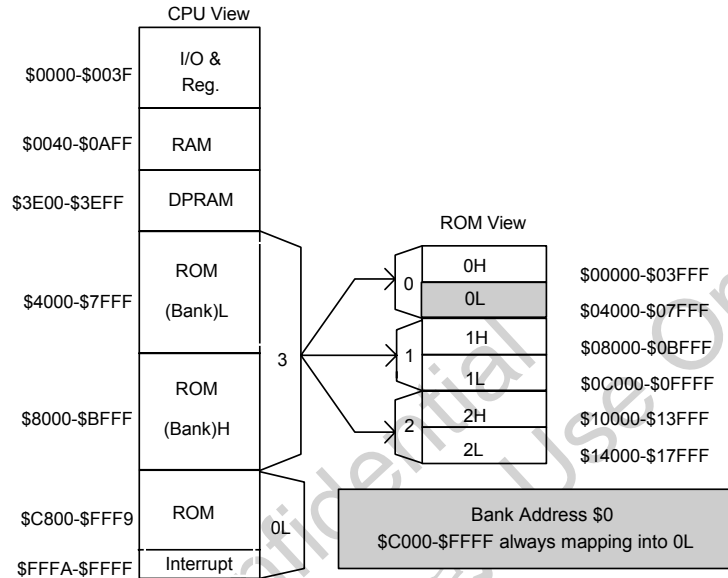 CPU View
$0000-$003F
I/O &
Reg.
$0040-$0AFF
RAM
$3E00-$3EFF
DPRAM
$4000-$7FFF
ROM
(Bank)L
$8000-$BFFF
ROM
(Bank)H
3
$C800-$FFF9
ROM
0L
$FFFA-$FFFF
Interrupt
ROM View
0
0H
$00000-$03FFF
0L
$04000-$07FFF
1
1H
$08000-$0BFFF
1L
$0C000-$0FFFF
2
2H
$10000-$13FFF
2L
$14000-$17FFF
Bank Address $0
$C000-$FFFF always mapping into 0L